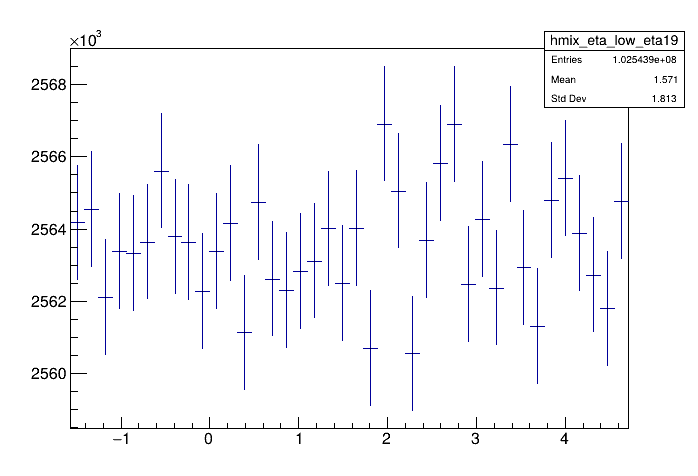 ×10³
hmix_eta_low_eta19
Entries 1.025439e+08
Mean 1.571
Std Dev 1.813
2568
2566
2564
2562
2560
−1 0 1 2 3 4